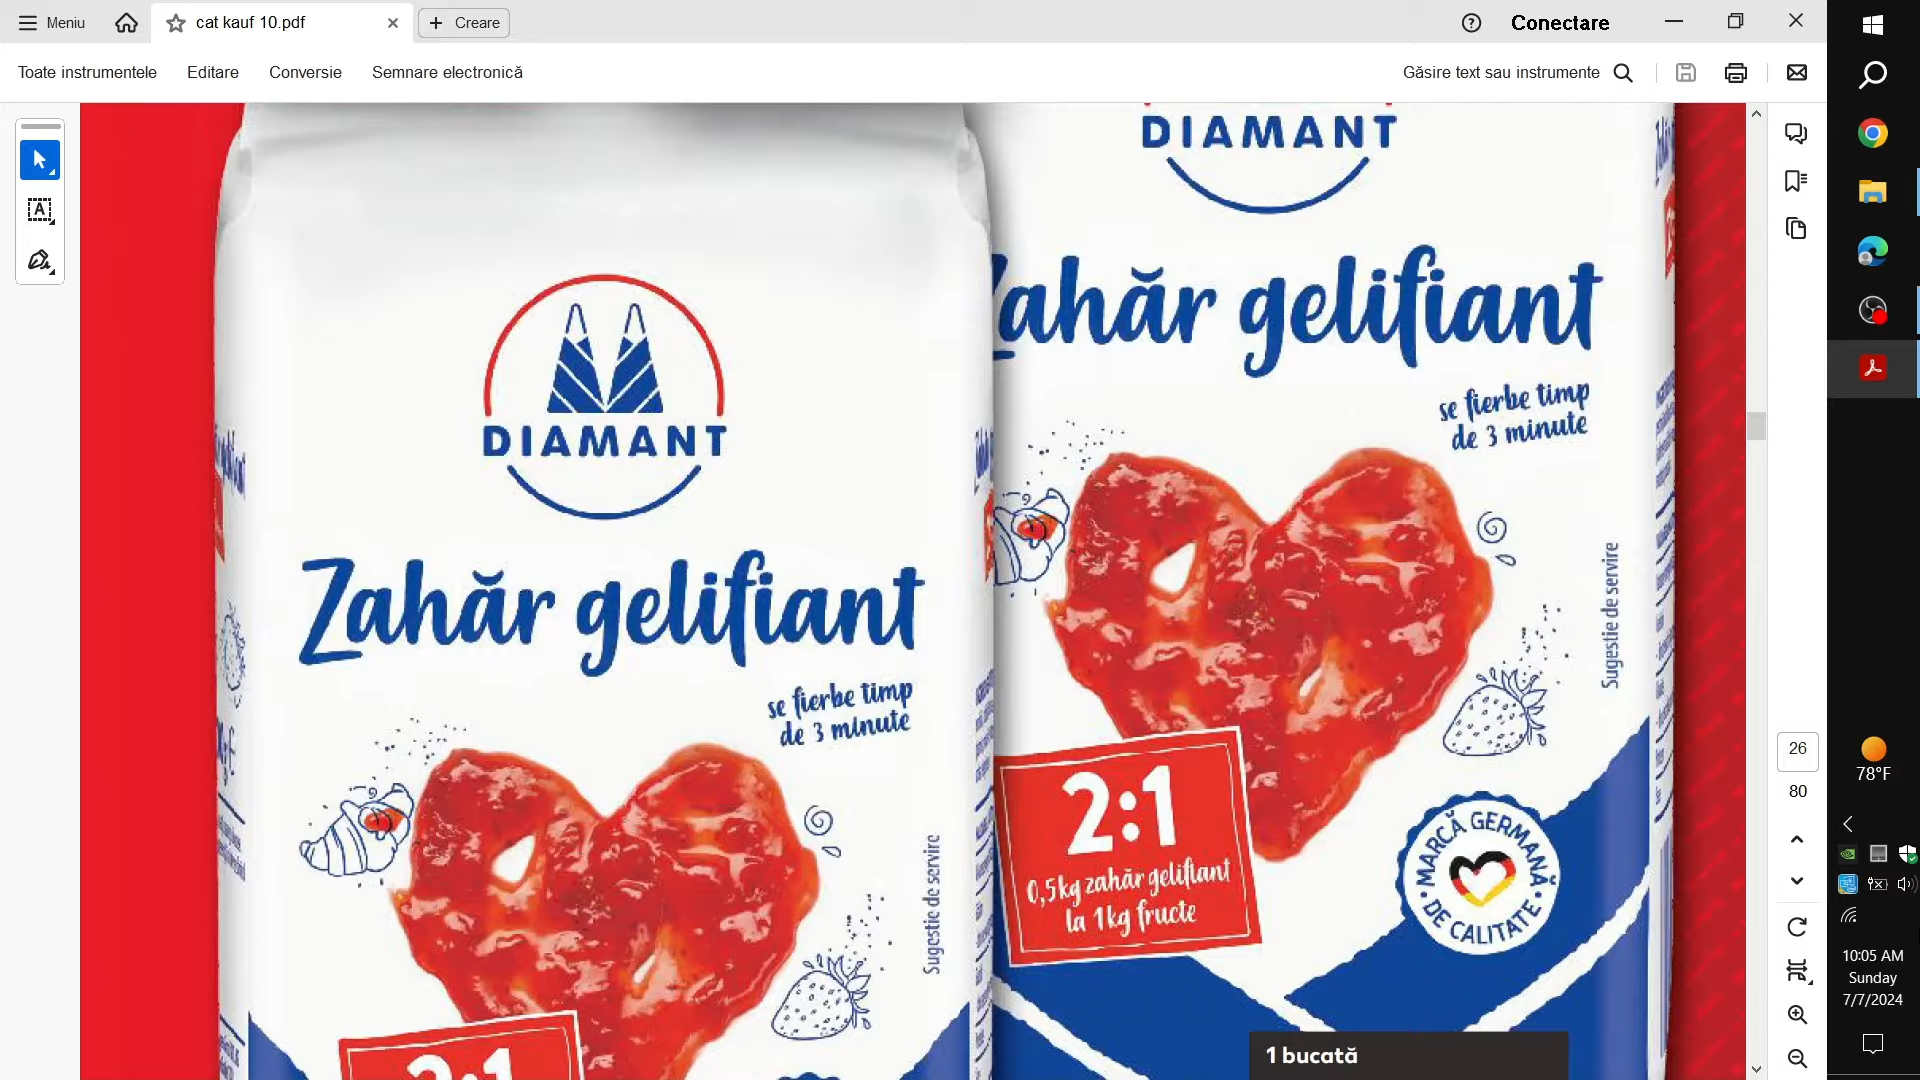 Meniu
cat kauf 10.pdf
Creare
Conectare
Toate instrumentele
Editare
Conversie
Semnare electronică
Găsire text sau instrumente
DIAMANT
Zahăr gelifiant
se fierbe timp
de 3 minute
Sugestie de servire
2:1
DIAMANT
ahăr gelifiant
se fierbe timp
de 3 minute
Sugestie de servire
2:1
0,5kg zahăr gelifiant
la 1kg fructe
MARCĂ GERMANĂ
DE CALITATE
1 bucată
26
80
78°F
10:05 AM
Sunday
7/7/2024